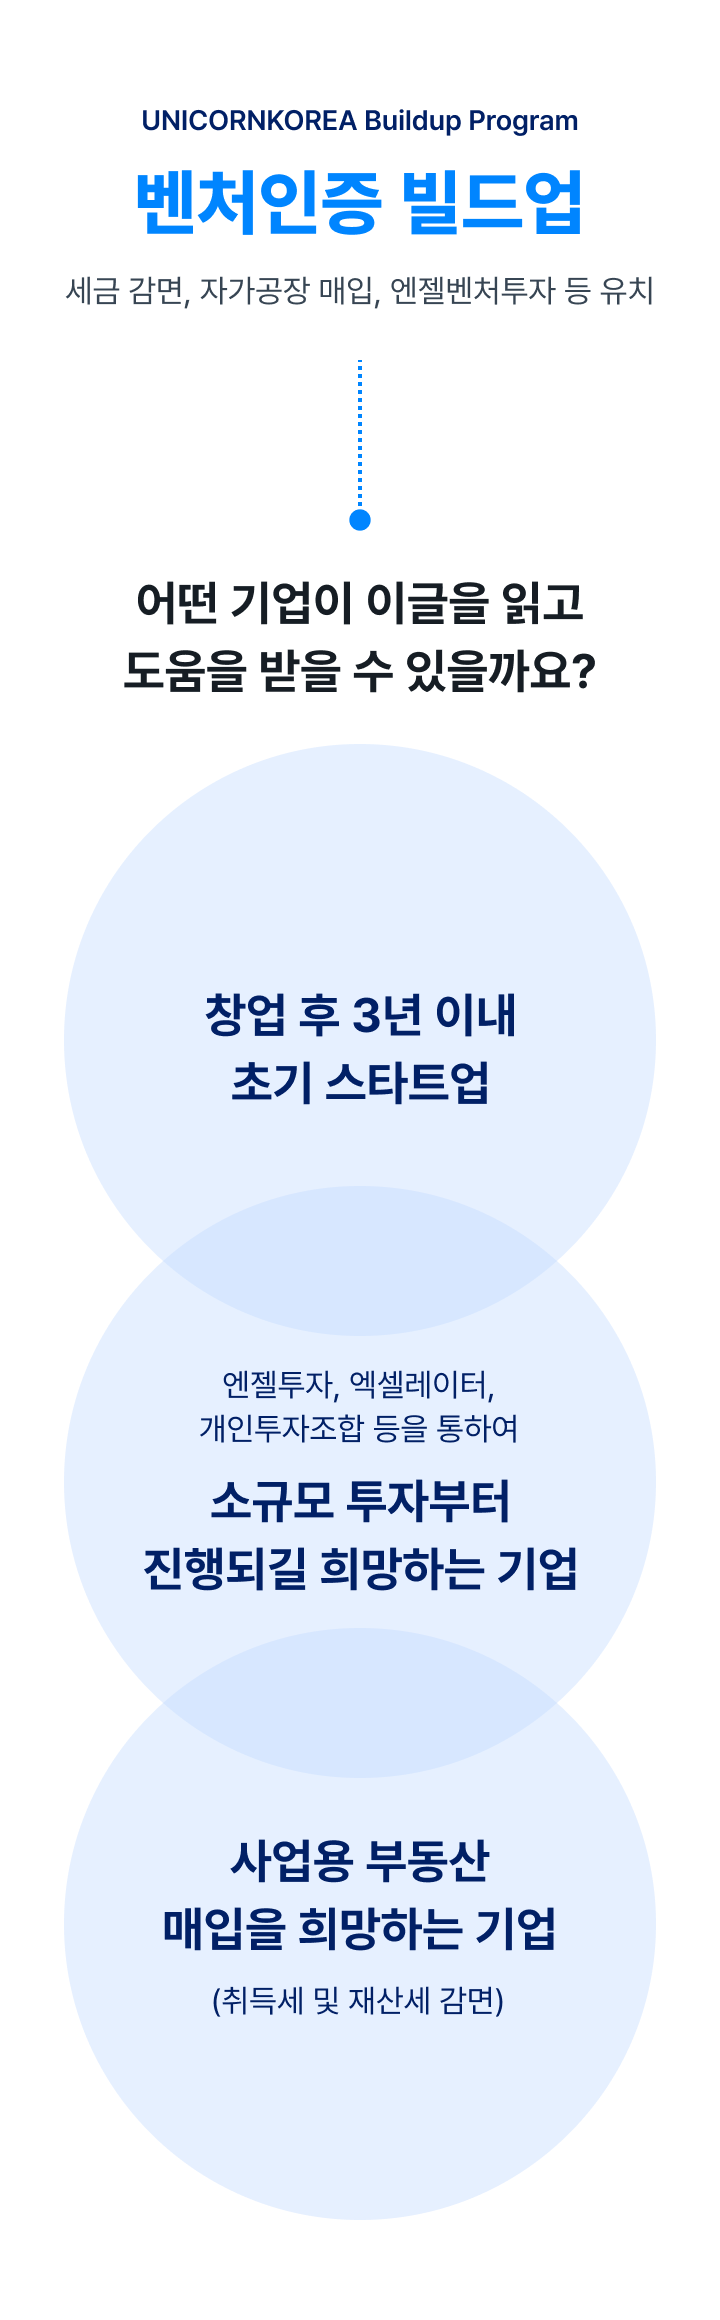 UNICORNKOREA Buildup Program
벤처인증 빌드업
세금 감면, 자가공장 매입, 엔젤벤처투자 등 유치
어떤 기업이 이글을 읽고
도움을 받을 수 있을까요?
창업 후 3년 이내
초기 스타트업
엔젤투자, 엑셀레이터,
개인투자조합 등을 통하여
소규모 투자부터
진행되길 희망하는 기업
사업용 부동산
매입을 희망하는 기업
(취득세 및 재산세 감면)